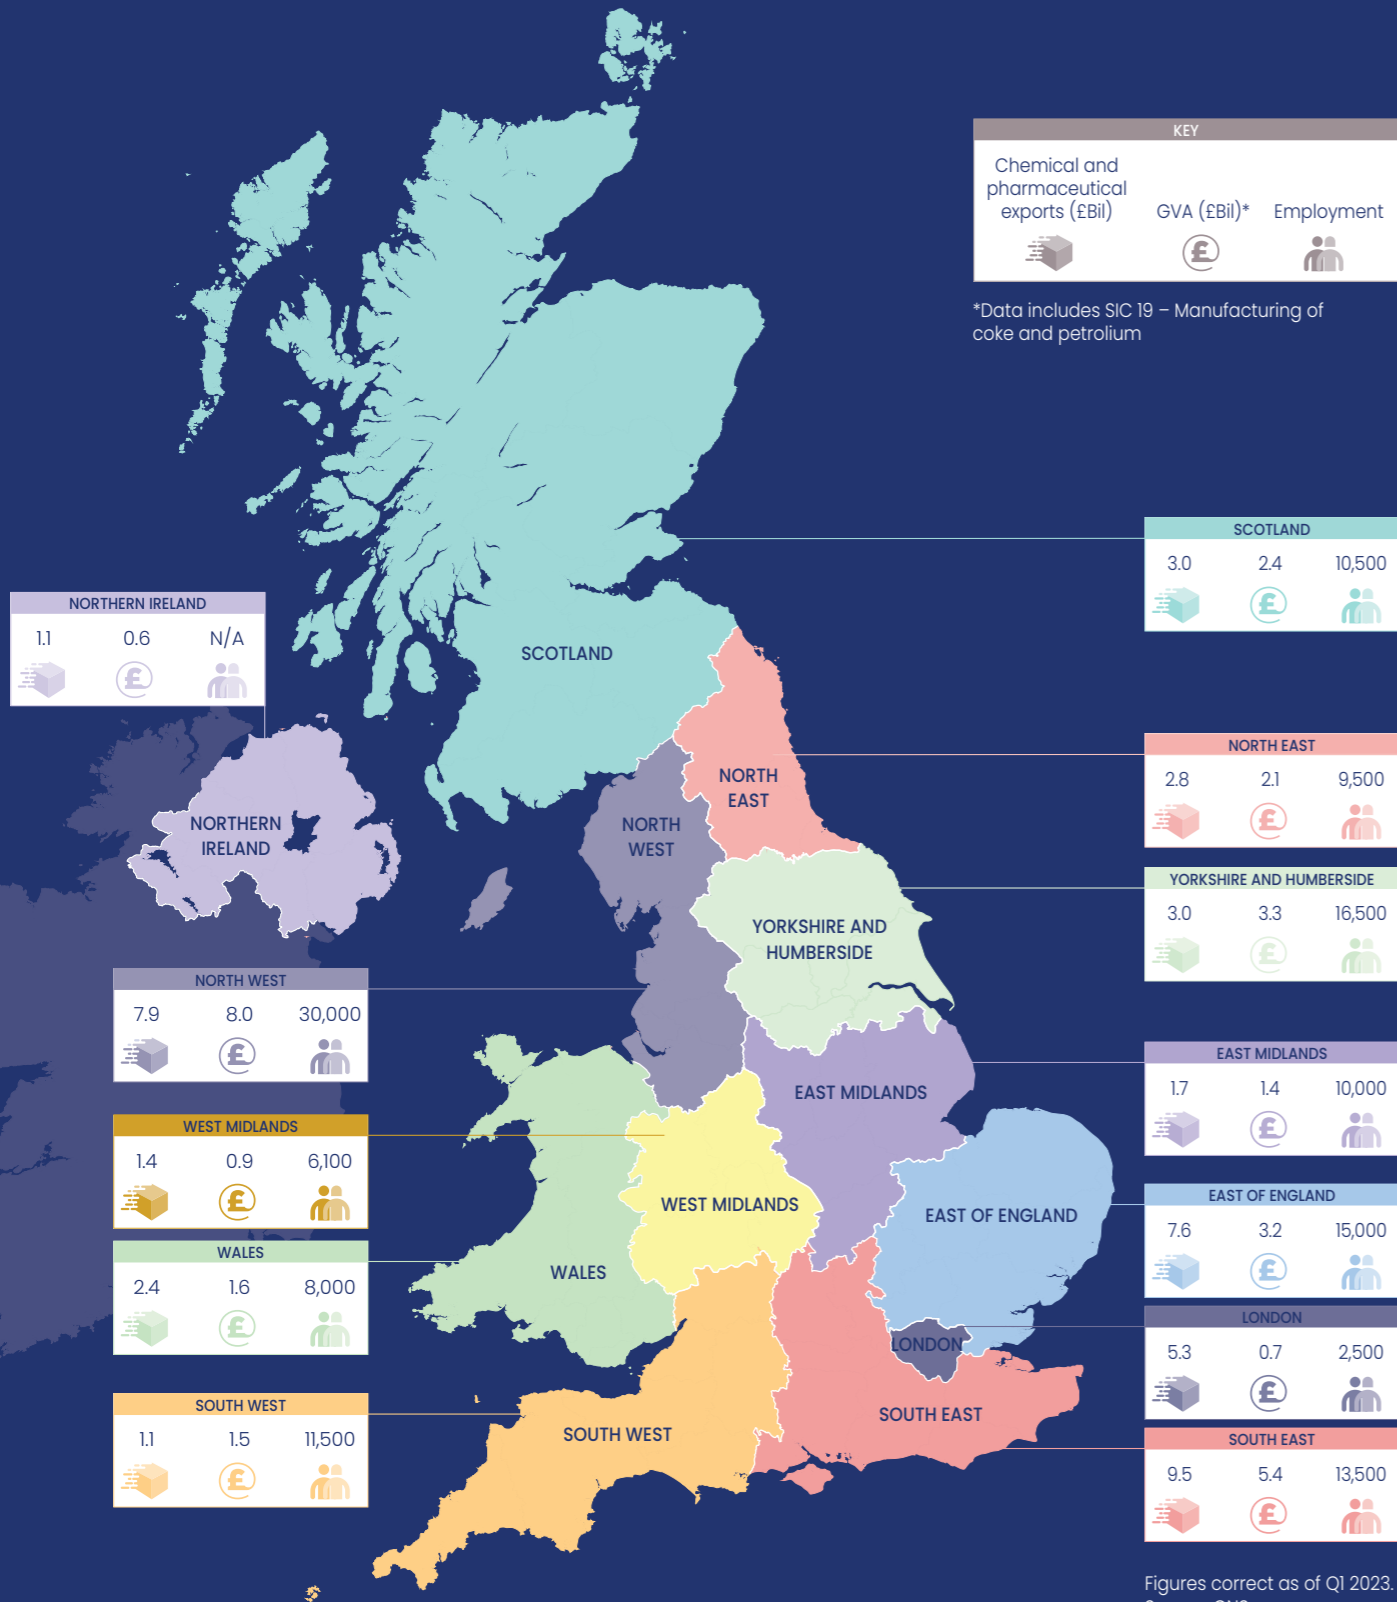 KEY
Chemical and
pharmaceutical
exports (£Bil)
GVA (£Bil)*
Employment
*Data includes SIC 19 – Manufacturing of
coke and petrolium
SCOTLAND
3.0 2.4 10,500
NORTHERN IRELAND
1.1 0.6 N/A
NORTH EAST
2.8 2.1 9,500
YORKSHIRE AND HUMBERSIDE
3.0 3.3 16,500
NORTH WEST
7.9 8.0 30,000
EAST MIDLANDS
1.7 1.4 10,000
WEST MIDLANDS
1.4 0.9 6,100
EAST OF ENGLAND
7.6 3.2 15,000
WALES
2.4 1.6 8,000
LONDON
5.3 0.7 2,500
SOUTH WEST
1.1 1.5 11,500
SOUTH EAST
9.5 5.4 13,500
SCOTLAND
NORTH
EAST
NORTHERN
IRELAND
NORTH
WEST
YORKSHIRE AND
HUMBERSIDE
EAST MIDLANDS
WEST MIDLANDS
EAST OF ENGLAND
WALES
LONDON
SOUTH EAST
SOUTH WEST
Figures correct as of Q1 2023.